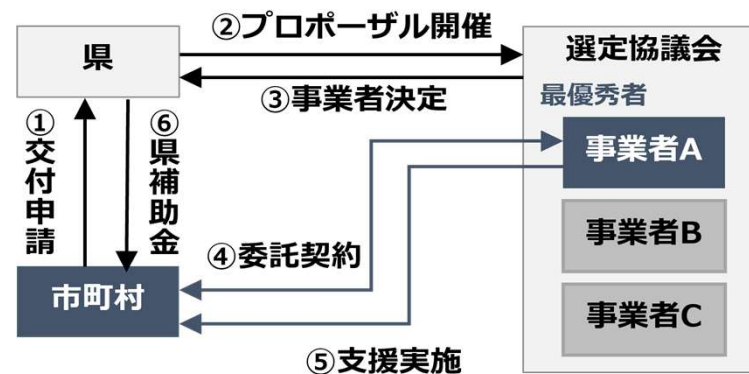 ②プロポーザル開催
県
選定協議会
③事業者決定
最優秀者
①交付申請
⑥県補助金
事業者A
事業者B
④委託契約
市町村
事業者C
⑤支援実施